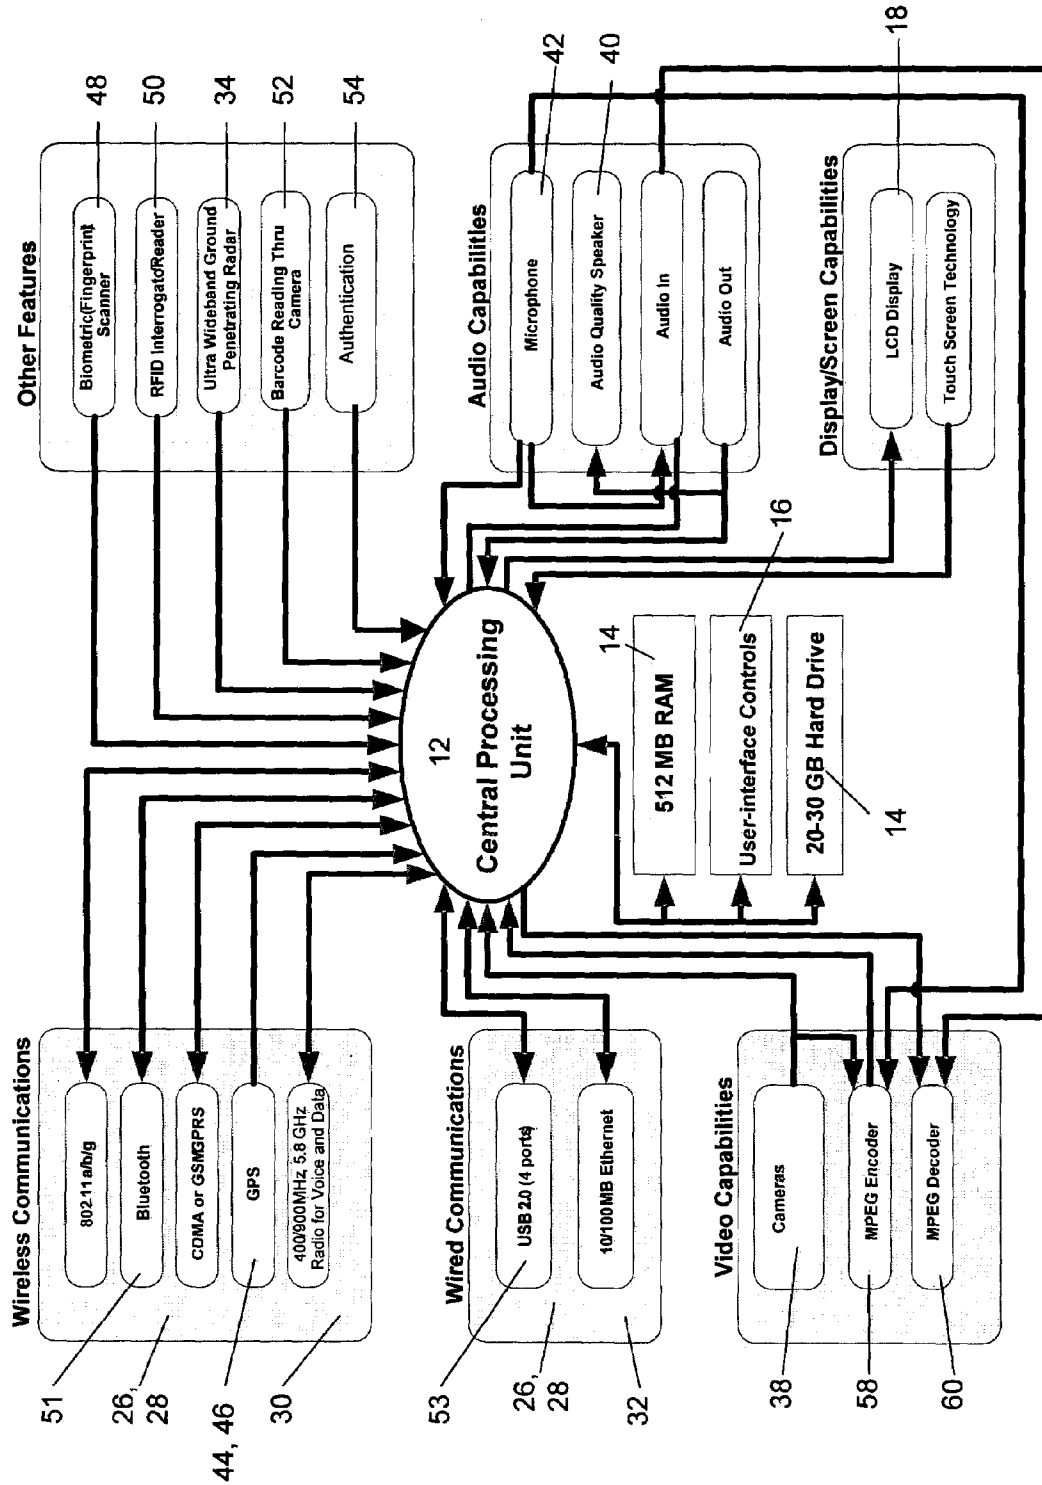 Wireless Communications
802.11a/b/g
Bluetooth
CDMA or GSM/GPRS
GPS
400/900MHz, 5.8 GHz
Radio for Voice and Data
51
26,
28
44, 46
30
Wired Communications
USB 2.0 (4 ports)
10/100MB Ethernet
53
26,
28
32
Video Capabilities
Cameras
MPEG Encoder
MPEG Decoder
38
58
60
12
Central Processing
Unit
512 MB RAM
14
User-interface Controls
16
20-30 GB Hard Drive
14
Other Features
Biometric(Fingerprint)
Scanner
RFID Interrogator/Reader
Ultra Wideband Ground
Penetrating Radar
Barcode Reading Thru
Camera
Authentication
48
50
34
52
54
Audio Capabilities
Microphone
Audio Quality Speaker
Audio In
Audio Out
42
40
Display/Screen Capabilities
LCD Display
Touch Screen Technology
18